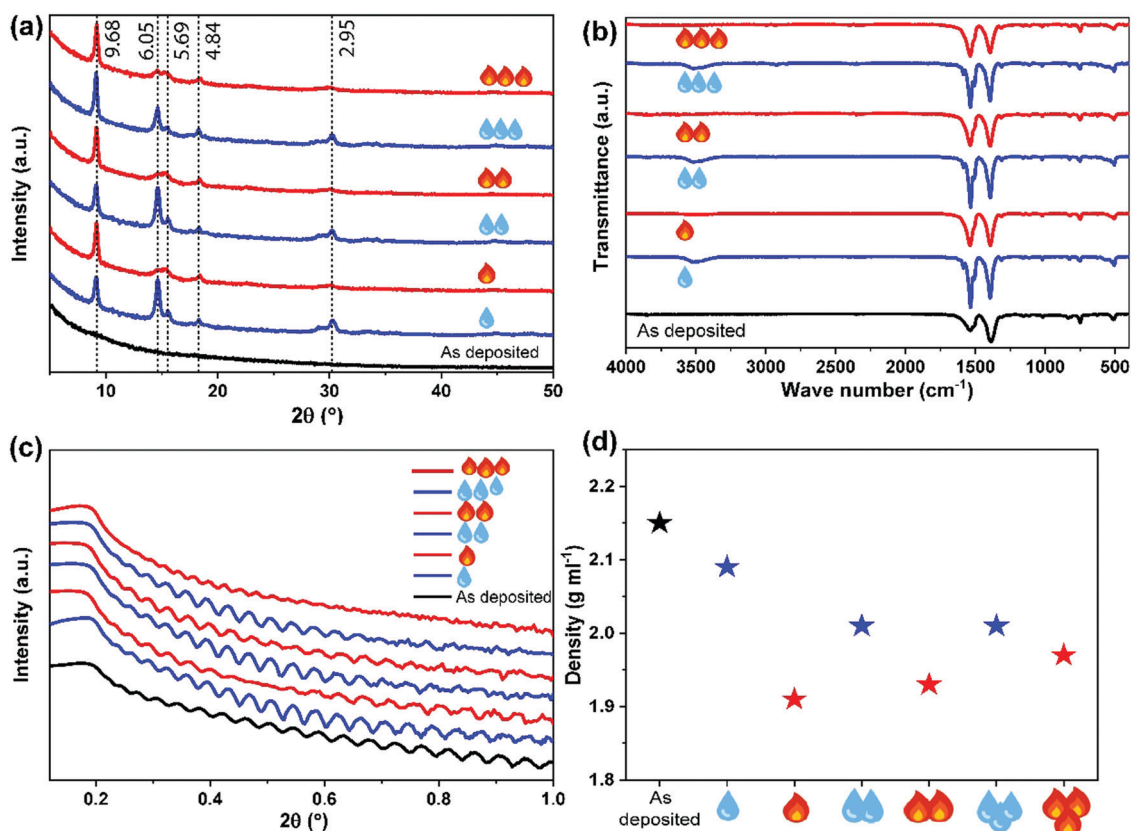 (a)
9.68
6.05
5.69
4.84
2.95
Intensity (a.u.)
As deposited
10 20 30 40 50
2θ (°)
(b)
Transmittance (a.u.)
As deposited
4000 3500 3000 2500 2000 1500 1000 500
Wave number (cm⁻¹)
(c)
Intensity (a.u.)
As deposited
0.2 0.4 0.6 0.8 1.0
2θ (°)
(d)
Density (g ml⁻¹)
2.2
2.1
2.0
1.9
1.8
As
deposited